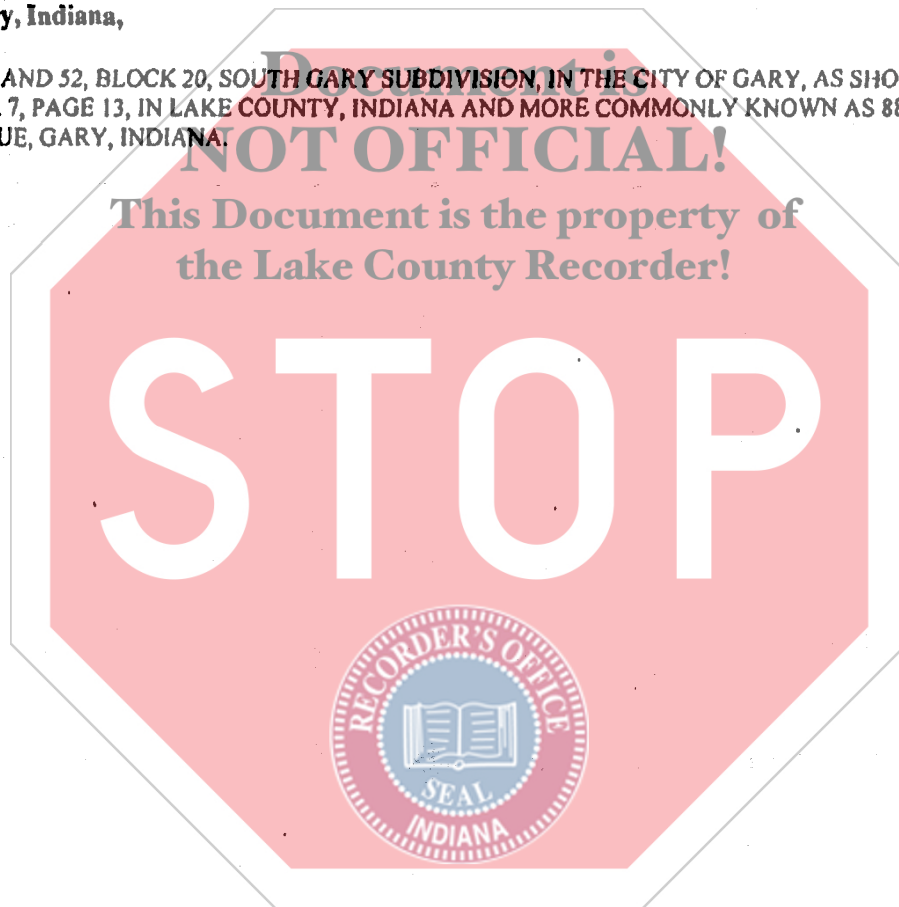 y, Indiana,
Document is
AND 52, BLOCK 20, SOUTH GARY SUBDIVISION, IN THE CITY OF GARY, AS SHO
7, PAGE 13, IN LAKE COUNTY, INDIANA AND MORE COMMONLY KNOWN AS 88
UE, GARY, INDIANA.
NOT OFFICIAL!
This Document is the property of
the Lake County Recorder!
STOP
RECORDER'S OFFICE
SEAL
INDIANA